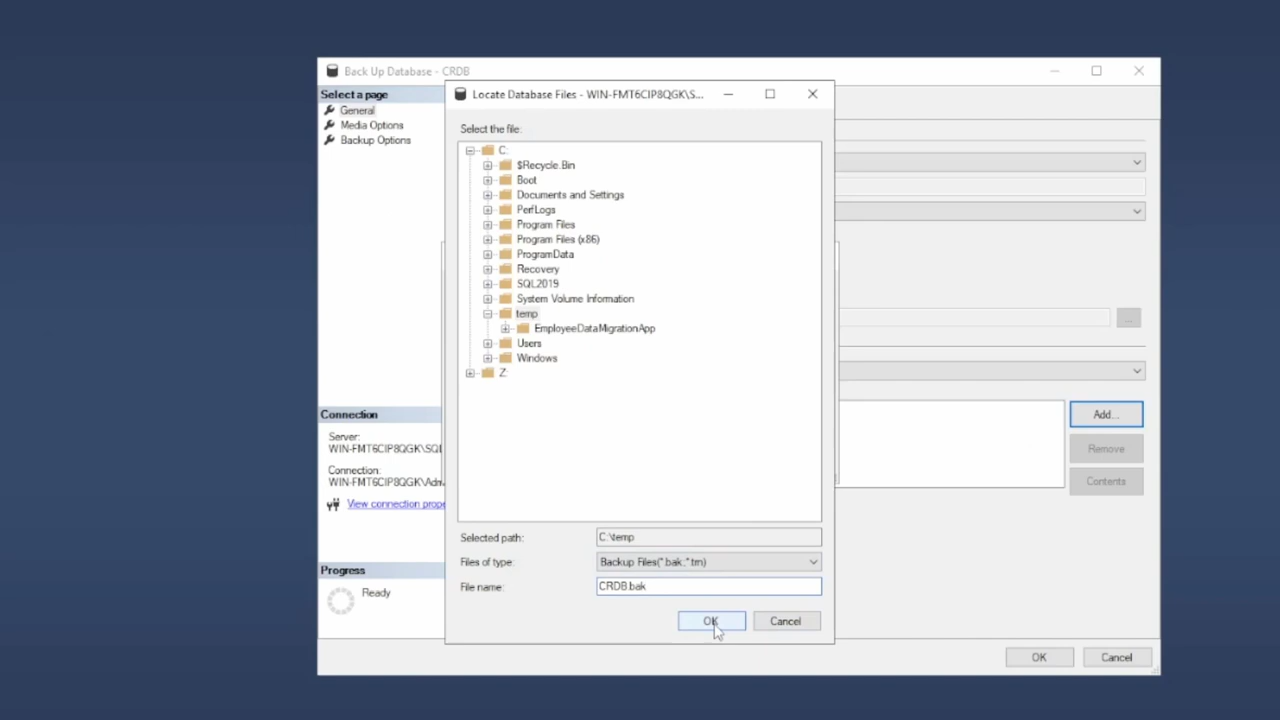 Back Up Database - CRDB
Select a page
General
Media Options
Backup Options
Connection
Server:
WIN-FMT6CIP8QGK\SQL
Connection:
WIN-FMT6CIP8QGK\Adm
View connection prope
Progress
Ready
Locate Database Files - WIN-FMT6CIP8QGK\S...
Select the file:
C:
$Recycle.Bin
Boot
Documents and Settings
PerfLogs
Program Files
Program Files (x86)
ProgramData
Recovery
SQL2019
System Volume Information
temp
EmployeeDataMigrationApp
Users
Windows
Z:
Selected path:
C:\temp
Files of type:
Backup Files(*.bak;*.trn)
File name:
CRDB.bak
OK
Cancel
...
Add...
Remove
Contents
OK
Cancel